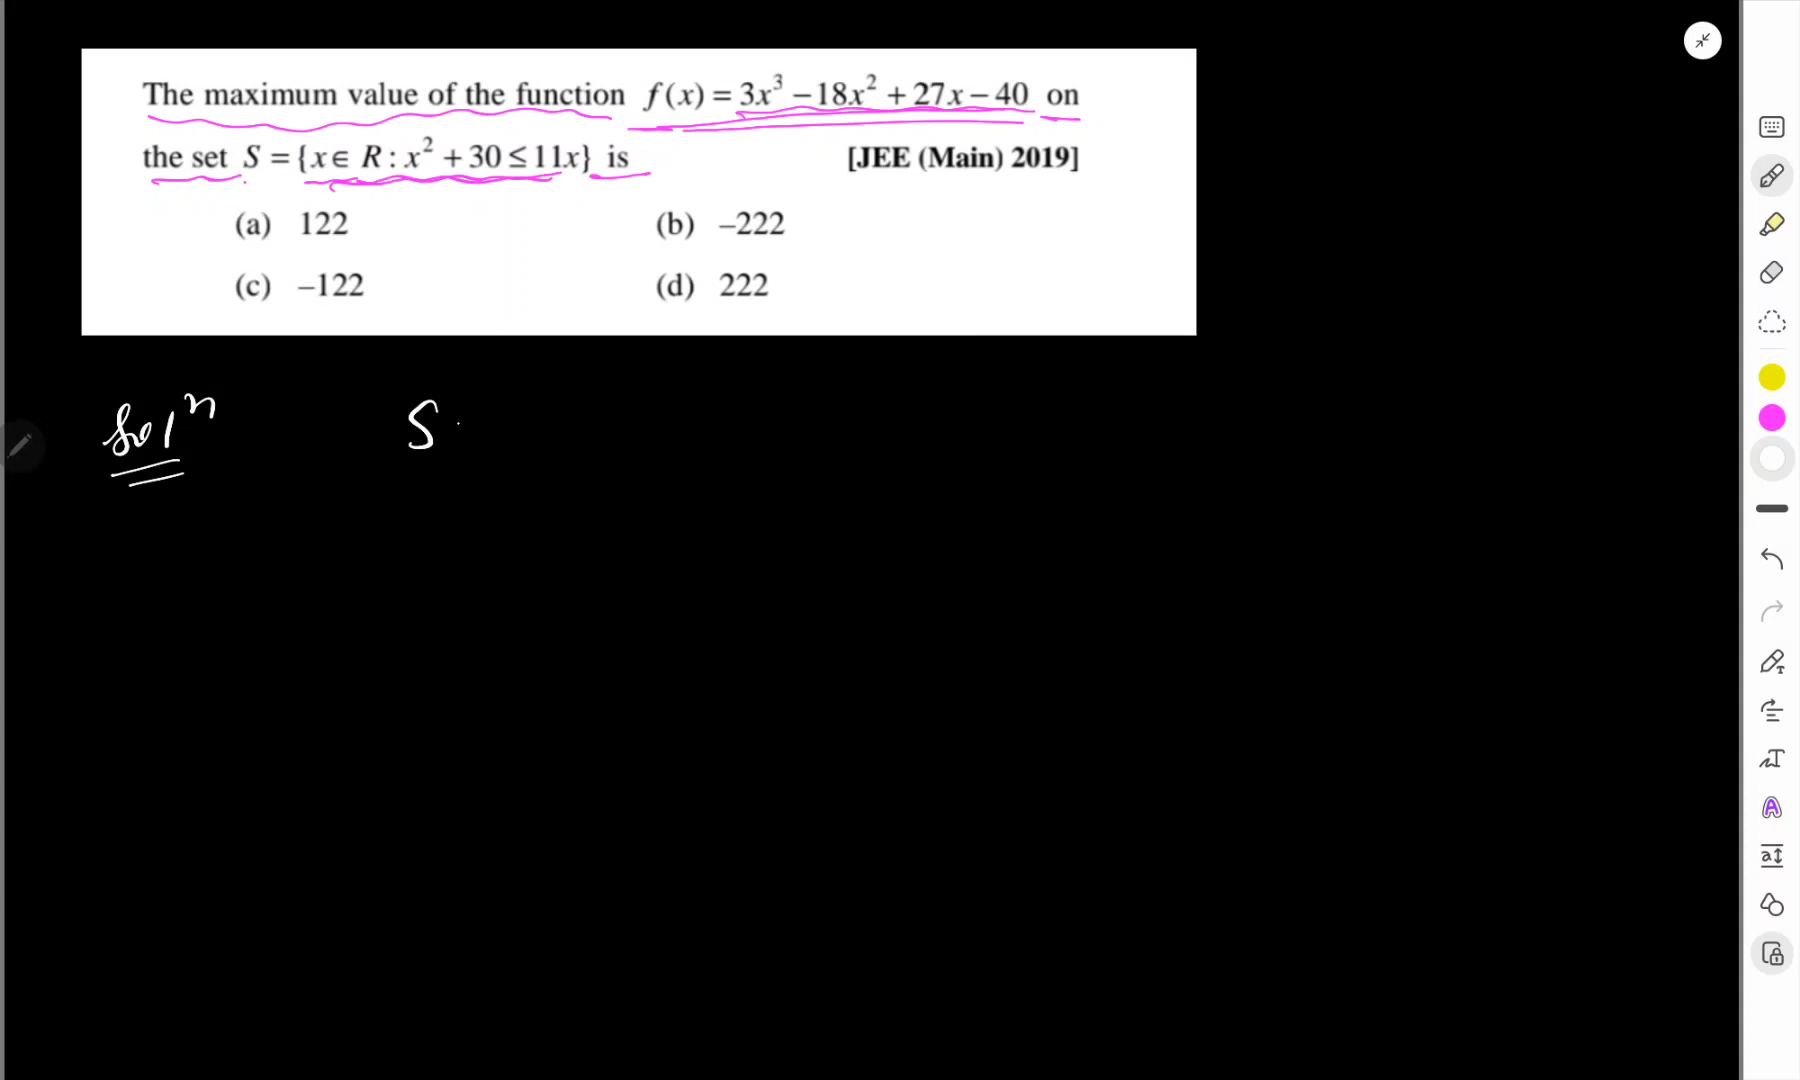 The maximum value of the function f(x) = 3x³ − 18x² + 27x − 40 on
the set S = {x ∈ R : x² + 30 ≤ 11x} is [JEE (Main) 2019]
(a) 122 (b) –222
(c) –122 (d) 222
Solⁿ S